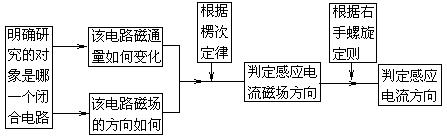 明确研
究的对
象是哪
一个闭
合电路
该电路磁通
量如何变化
该电路磁场
的方向如何
根据
楞次
定律
判定感应电
流磁场方向
根据右
手螺旋
定则
判定感应
电流方向